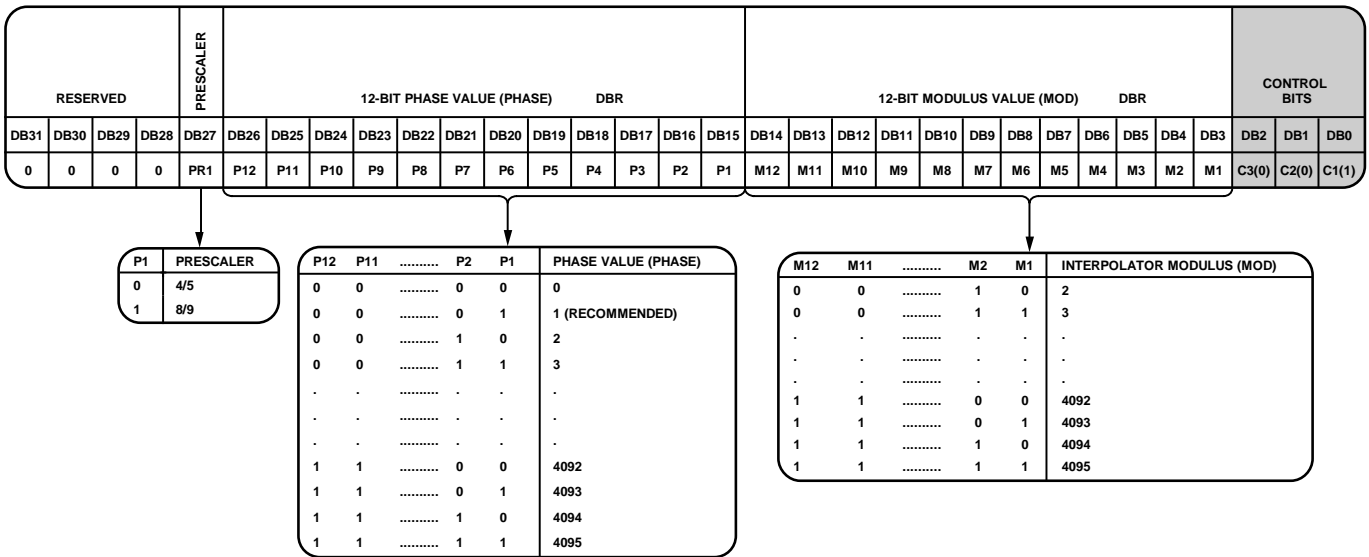 RESERVED PRESCALER 12-BIT PHASE VALUE (PHASE) DBR 12-BIT MODULUS VALUE (MOD) DBR CONTROL BITS
DB31 DB30 DB29 DB28 DB27 DB26 DB25 DB24 DB23 DB22 DB21 DB20 DB19 DB18 DB17 DB16 DB15 DB14 DB13 DB12 DB11 DB10 DB9 DB8 DB7 DB6 DB5 DB4 DB3 DB2 DB1 DB0
0 0 0 0 PR1 P12 P11 P10 P9 P8 P7 P6 P5 P4 P3 P2 P1 M12 M11 M10 M9 M8 M7 M6 M5 M4 M3 M2 M1 C3(0) C2(0) C1(1)
P1 PRESCALER
0 4/5
1 8/9
P12 P11 .......... P2 P1 PHASE VALUE (PHASE)
0 0 .......... 0 0 0
0 0 .......... 0 1 1 (RECOMMENDED)
0 0 .......... 1 0 2
0 0 .......... 1 1 3
. . .......... . . .
. . .......... . . .
. . .......... . . .
1 1 .......... 0 0 4092
1 1 .......... 0 1 4093
1 1 .......... 1 0 4094
1 1 .......... 1 1 4095
M12 M11 .......... M2 M1 INTERPOLATOR MODULUS (MOD)
0 0 .......... 1 0 2
0 0 .......... 1 1 3
. . .......... . . .
. . .......... . . .
. . .......... . . .
1 1 .......... 0 0 4092
1 1 .......... 0 1 4093
1 1 .......... 1 0 4094
1 1 .......... 1 1 4095